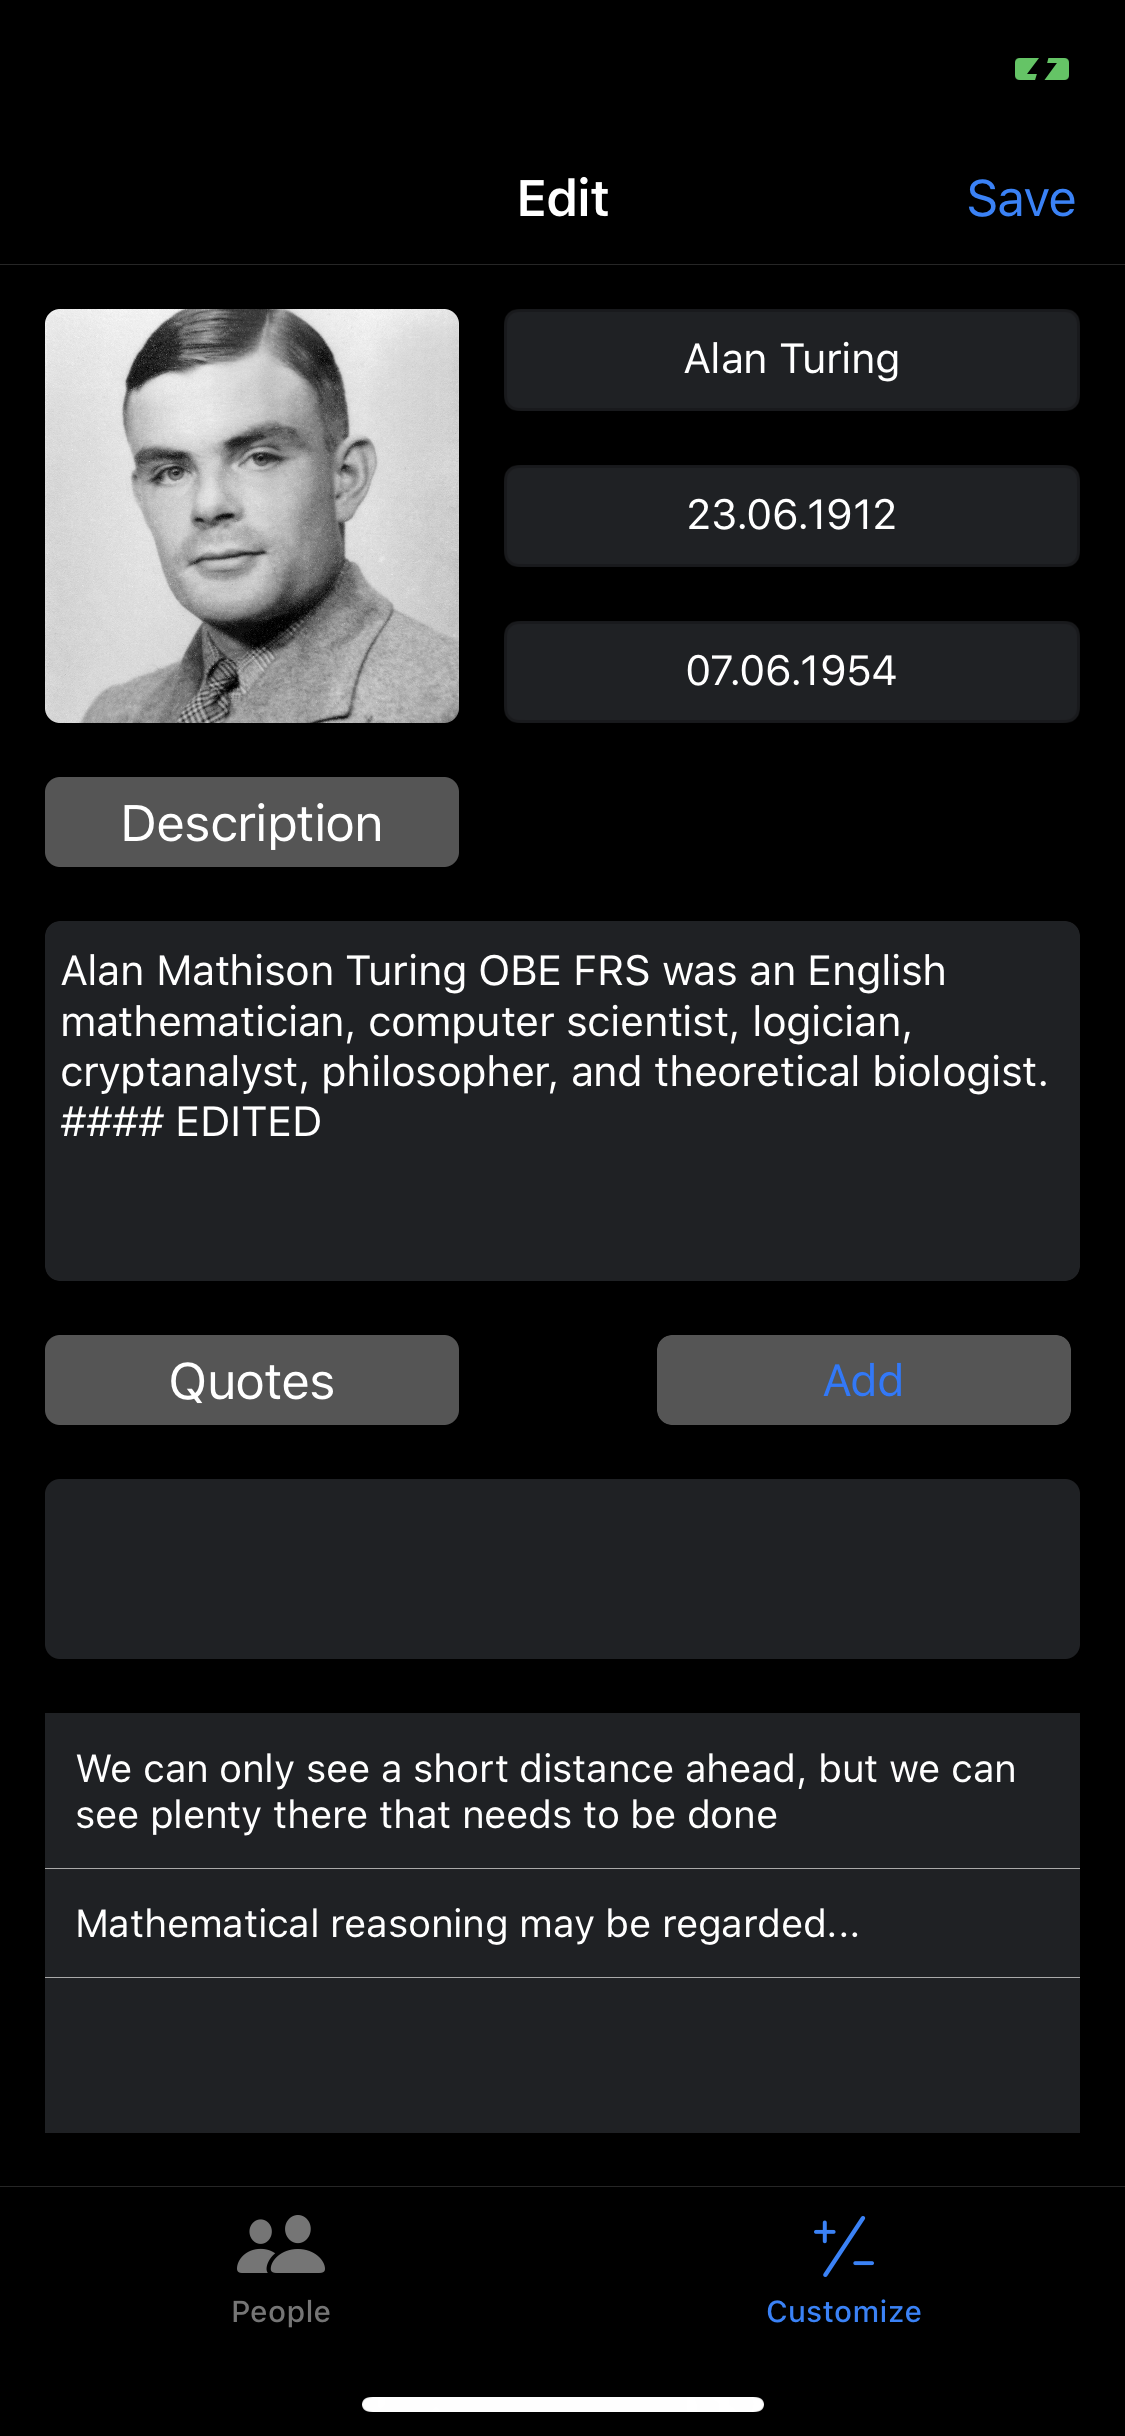 Edit
Save
Alan Turing
23.06.1912
07.06.1954
Description
Alan Mathison Turing OBE FRS was an English
mathematician, computer scientist, logician,
cryptanalyst, philosopher, and theoretical biologist.
#### EDITED
Quotes
Add
We can only see a short distance ahead, but we can
see plenty there that needs to be done
Mathematical reasoning may be regarded...
People
Customize